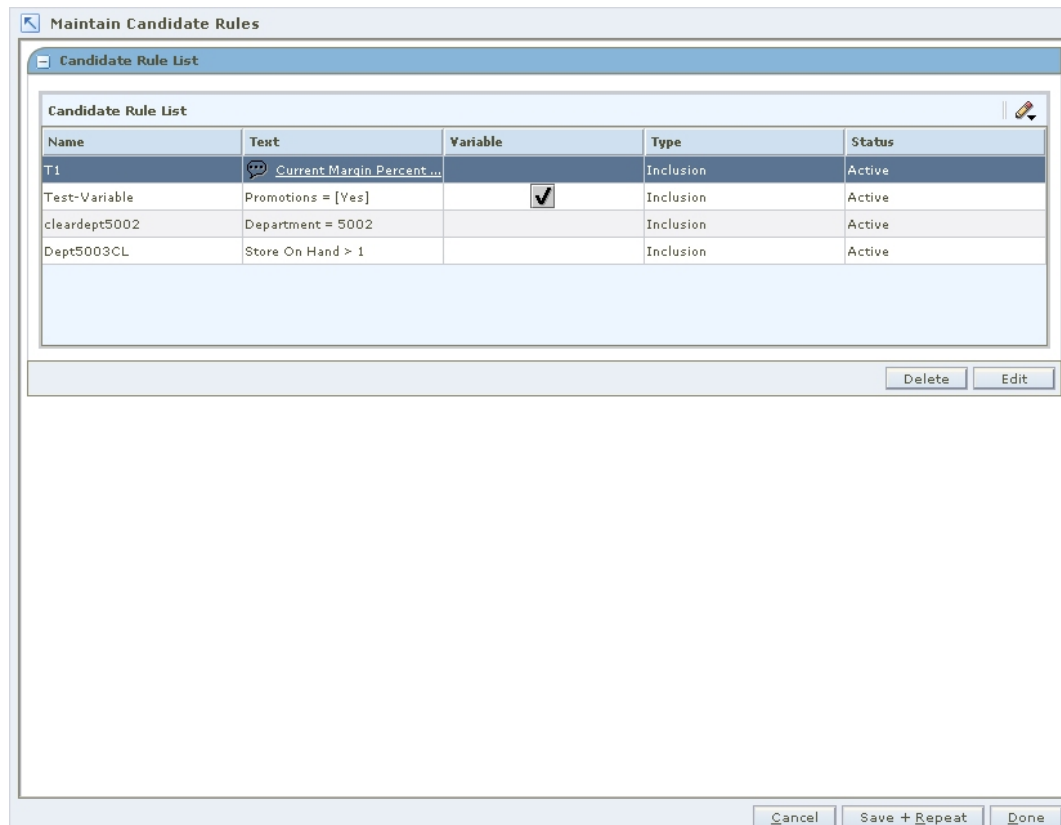 Maintain Candidate Rules
Candidate Rule List
Candidate Rule List
Name Text Variable Type Status
T1 Current Margin Percent ... Inclusion Active
Test-Variable Promotions = [Yes] Inclusion Active
cleardept5002 Department = 5002 Inclusion Active
Dept5003CL Store On Hand > 1 Inclusion Active
Delete Edit
Cancel Save + Repeat Done